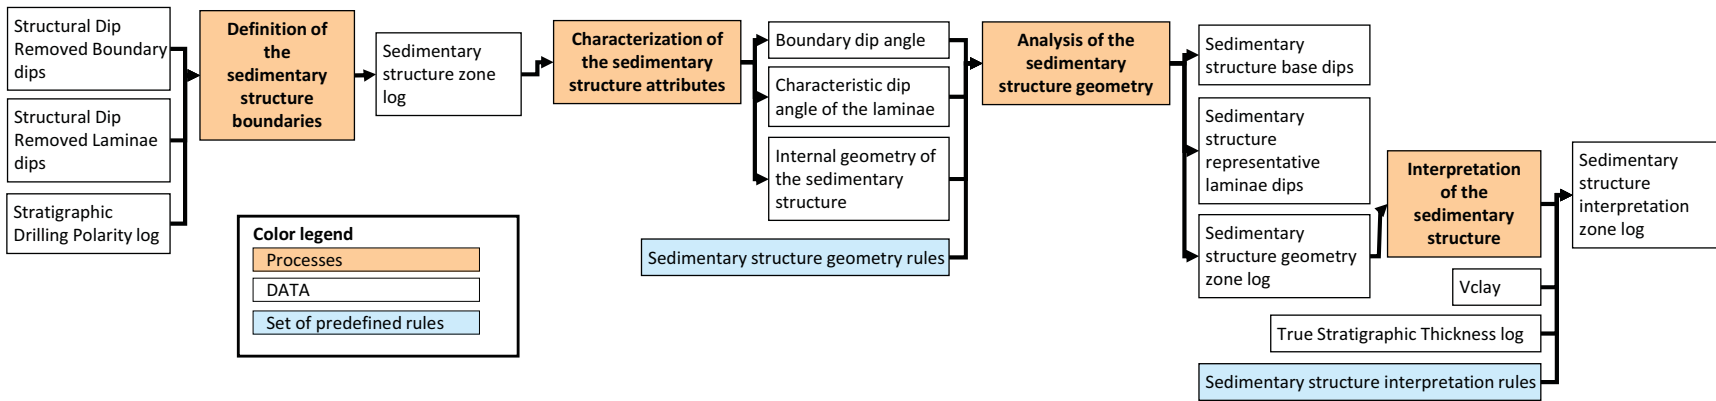 Structural Dip
Removed Boundary
dips
Structural Dip
Removed Laminae
dips
Stratigraphic
Drilling Polarity log
Definition of
the
sedimentary
structure
boundaries
Sedimentary
structure zone
log
Characterization of
the sedimentary
structure attributes
Boundary dip angle
Characteristic dip
angle of the laminae
Internal geometry of
the sedimentary
structure
Sedimentary structure geometry rules
Analysis of the
sedimentary
structure geometry
Sedimentary
structure base dips
Sedimentary
structure
representative
laminae dips
Sedimentary
structure geometry
zone log
Interpretation
of the
sedimentary
structure
Vclay
True Stratigraphic Thickness log
Sedimentary structure interpretation rules
Sedimentary
structure
interpretation
zone log
Color legend
Processes
DATA
Set of predefined rules